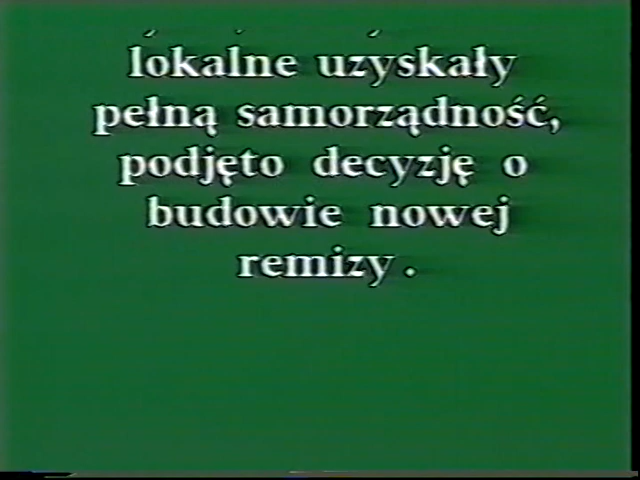 lokalne uzyskały
pełną samorządność,
podjęto decyzję o
budowie nowej
remizy.